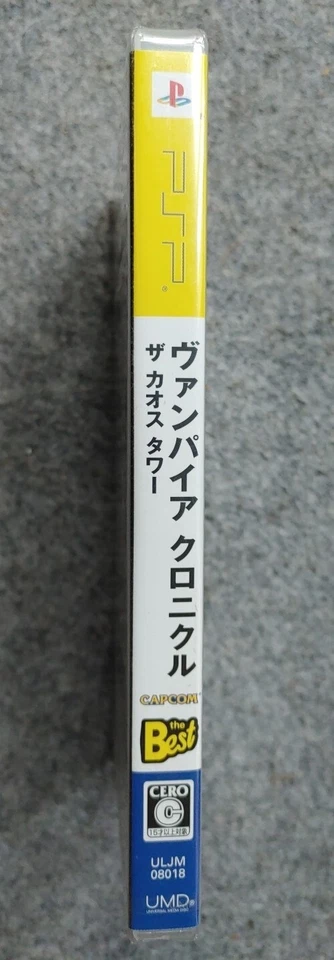 PSP®
ヴァンパイア クロニクル
ザ カオス タワー
CAPCOM
the
Best
CERO
C
15才以上対象
ULJM
08018
UMD
UNIVERSAL MEDIA DISC